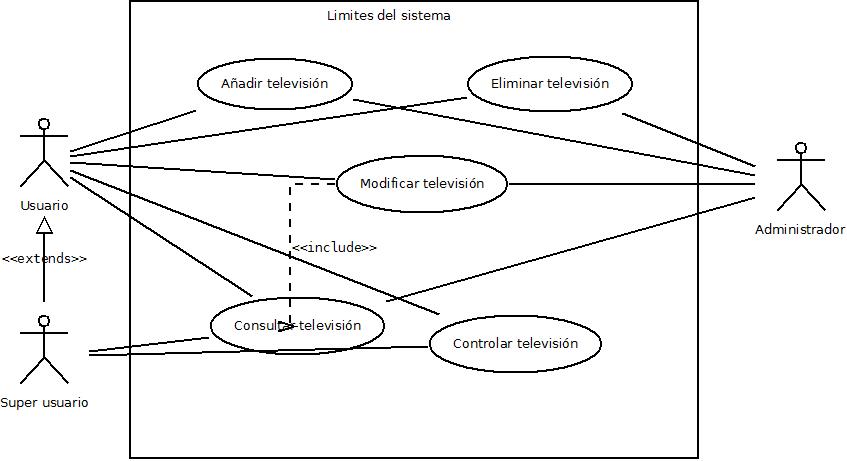 Limites del sistema
Añadir televisión
Eliminar televisión
Modificar televisión
Usuario
Administrador
<<include>>
<<extends>>
Consultar televisión
Controlar televisión
Super usuario